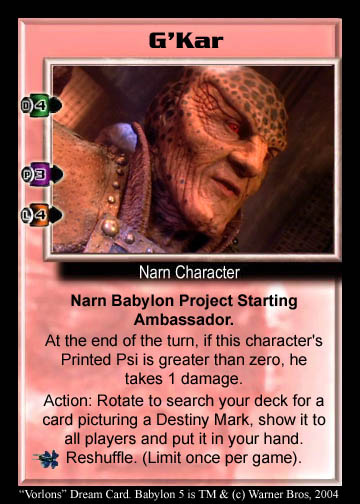 G'Kar
D 4
P 3
L 4
Narn Character
Narn Babylon Project Starting
Ambassador.
At the end of the turn, if this character's
Printed Psi is greater than zero, he
takes 1 damage.
Action: Rotate to search your deck for a
card picturing a Destiny Mark, show it to
all players and put it in your hand.
Reshuffle. (Limit once per game).
“Vorlons” Dream Card. Babylon 5 is TM & (c) Warner Bros, 2004